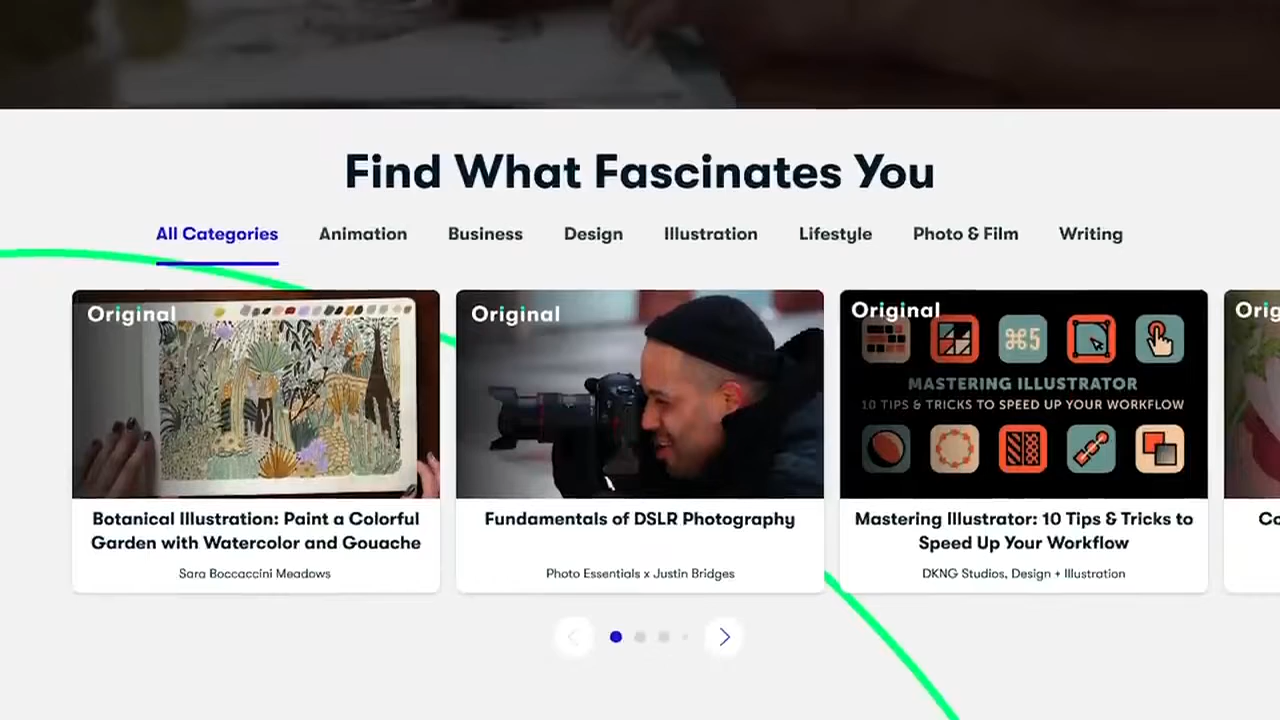 Find What Fascinates You
All Categories Animation Business Design Illustration Lifestyle Photo & Film Writing
Original
Original
Original
⌘5
MASTERING ILLUSTRATOR
10 TIPS & TRICKS TO SPEED UP YOUR WORKFLOW
Botanical Illustration: Paint a Colorful
Garden with Watercolor and Gouache
Sara Boccaccini Meadows
Fundamentals of DSLR Photography
Photo Essentials x Justin Bridges
Mastering Illustrator: 10 Tips & Tricks to
Speed Up Your Workflow
DKNG Studios, Design + Illustration